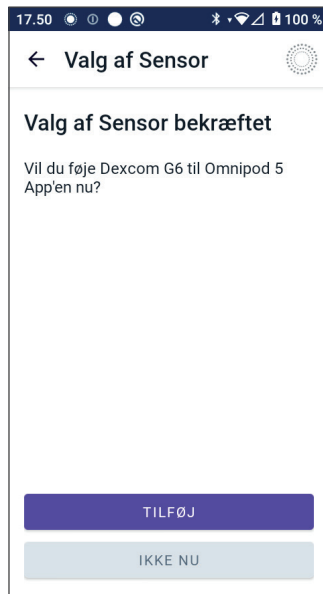 17.50 100 %
Valg af Sensor
Valg af Sensor bekræftet
Vil du føje Dexcom G6 til Omnipod 5
App'en nu?
TILFØJ
IKKE NU